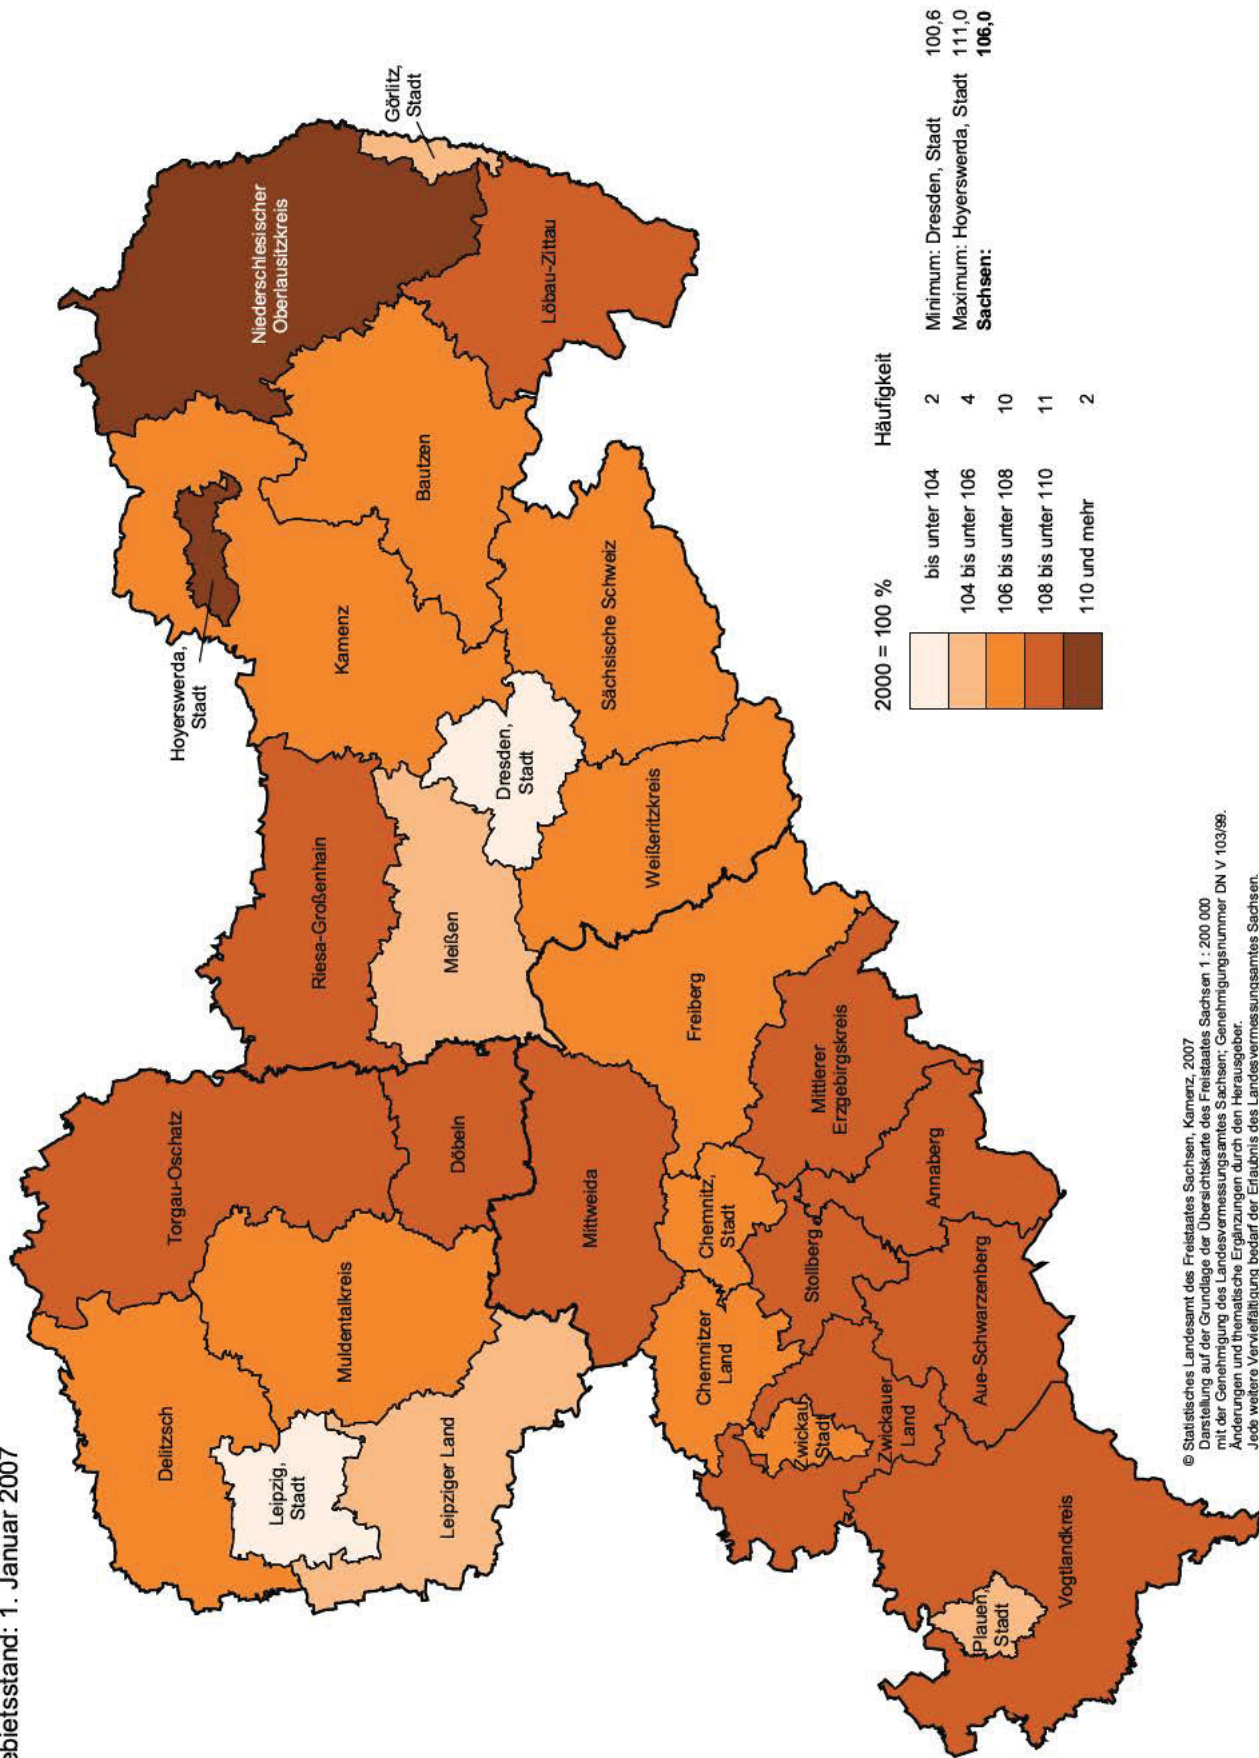 ebietsstand: 1. Januar 2007
Torgau-Oschatz
Delitzsch
Leipzig,
Stadt
Muldentalkreis
Leipziger Land
Döbeln
Mittweida
Riesa-Großenhain
Meißen
Dresden,
Stadt
Hoyerswerda,
Stadt
Kamenz
Bautzen
Niederschlesischer
Oberlausitzkreis
Görlitz,
Stadt
Löbau-Zittau
Sächsische Schweiz
Weißeritzkreis
Freiberg
Mittlerer
Erzgebirgskreis
Annaberg
Chemnitz,
Stadt
Stollberg
Chemnitzer
Land
Zwickau,
Stadt
Zwickauer
Land
Aue-Schwarzenberg
Vogtlandkreis
Plauen,
Stadt
2000 = 100 % Häufigkeit
bis unter 104 2
104 bis unter 106 4
106 bis unter 108 10
108 bis unter 110 11
110 und mehr 2
Minimum: Dresden, Stadt 100,6
Maximum: Hoyerswerda, Stadt 111,0
Sachsen: 106,0
© Statistisches Landesamt des Freistaates Sachsen, Kamenz, 2007
Darstellung auf der Grundlage der Übersichtskarte des Freistaates Sachsen 1 : 200 000
mit der Genehmigung des Landesvermessungsamtes Sachsen; Genehmigungsnummer DN V 103/99.
Änderungen und thematische Ergänzungen durch den Herausgeber.
Jede weitere Vervielfältigung bedarf der Erlaubnis des Landesvermessungsamtes Sachsen.